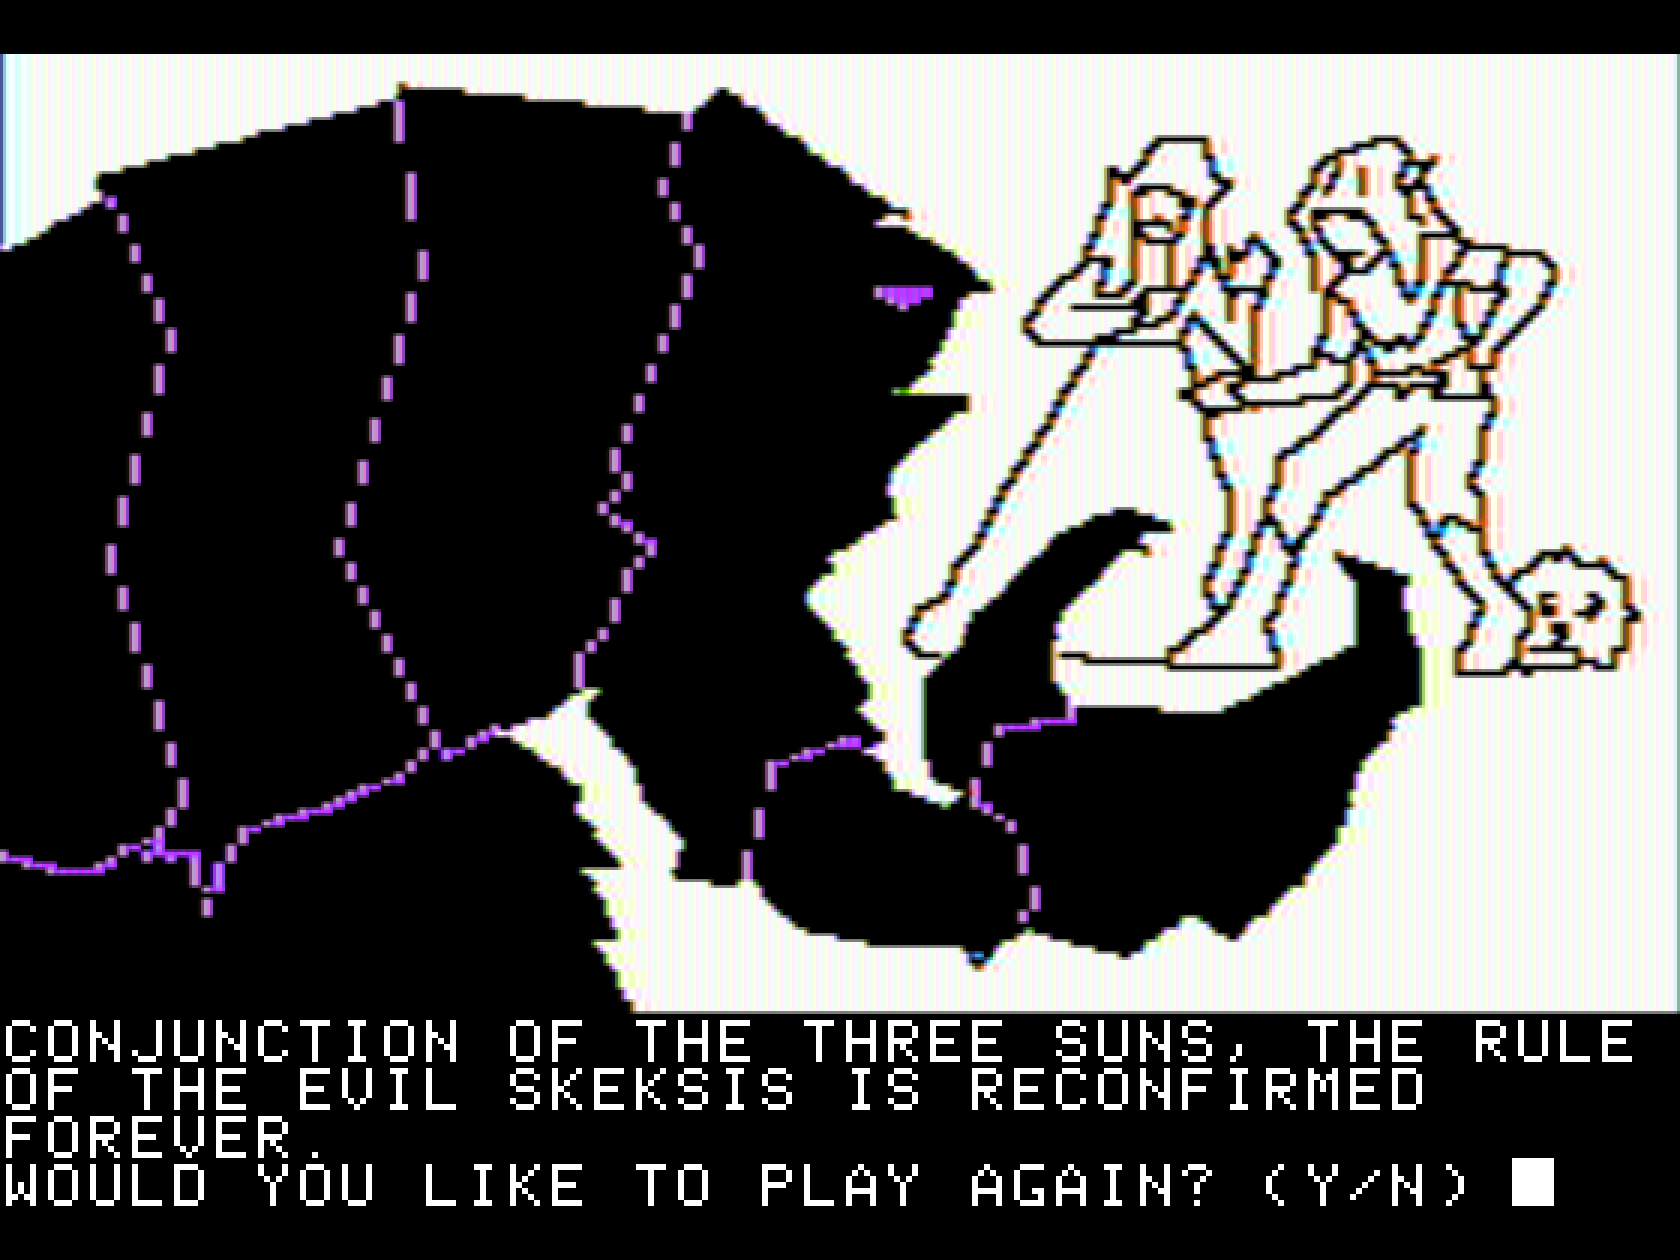 CONJUNCTION OF THE THREE SUNS, THE RULE
OF THE EVIL SKEKSIS IS RECONFIRMED
FOREVER.
WOULD YOU LIKE TO PLAY AGAIN? (Y/N)